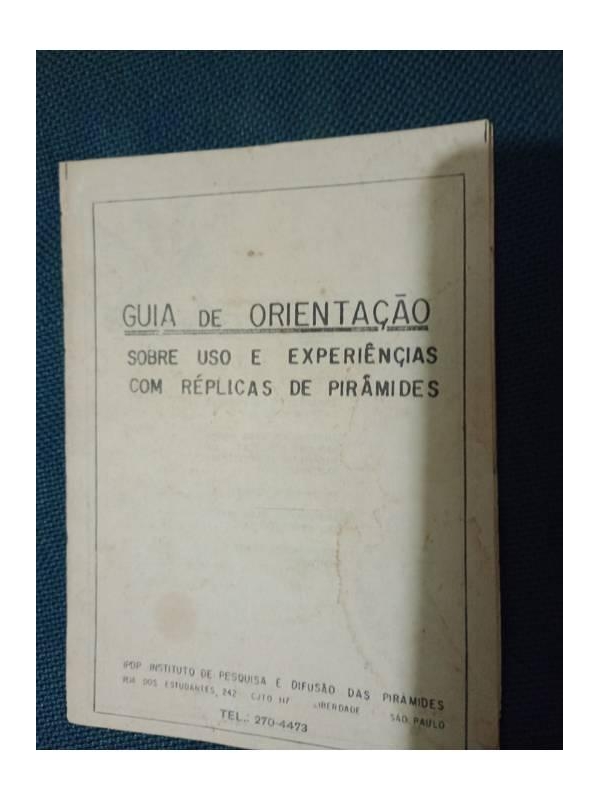 GUIA DE ORIENTAÇÃO
SOBRE USO E EXPERIÊNÇIAS
COM RÉPLICAS DE PIRÂMIDES
IPDP INSTITUTO DE PESQUISA E DIFUSÃO DAS PIRÂMIDES
RUA DOS ESTUDANTES, 242 CJTO 117 LIBERDADE SÃO PAULO
TEL.: 270-4473